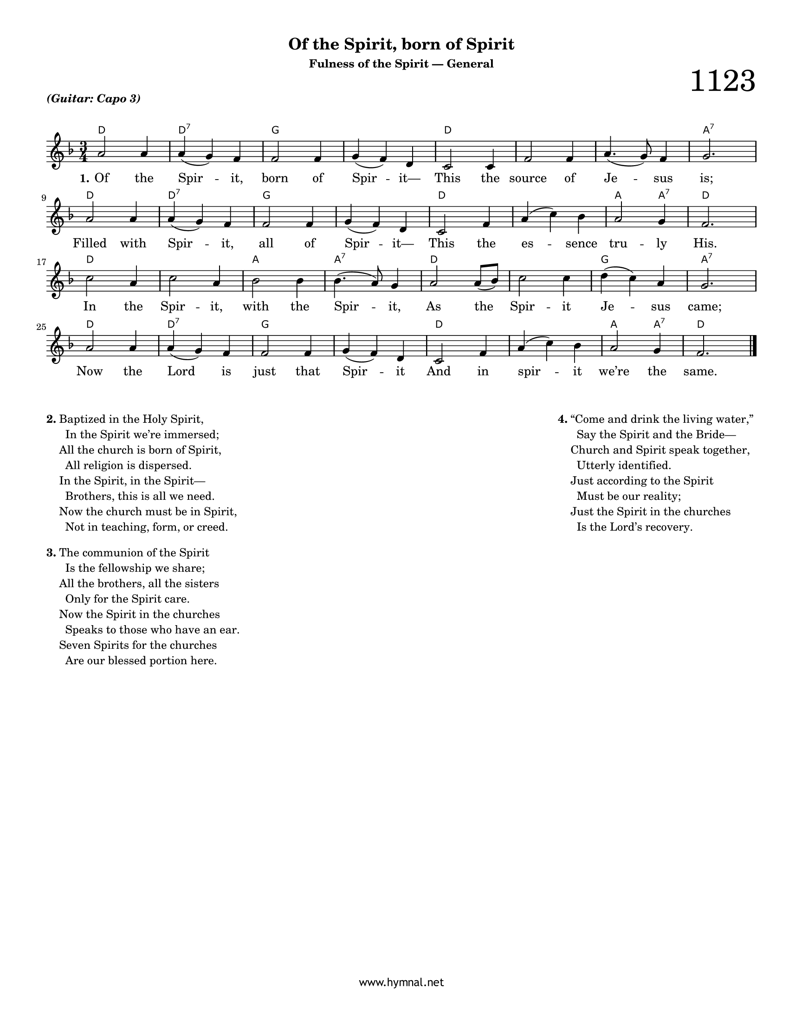 Of the Spirit, born of Spirit
Fulness of the Spirit — General
1123
(Guitar: Capo 3)
D D7 G D A7
1. Of the Spir - it, born of Spir - it— This the source of Je - sus is;
9 D D7 G D A A7 D
Filled with Spir - it, all of Spir - it— This the es - sence tru - ly His.
17 D A A7 D G A7
In the Spir - it, with the Spir - it, As the Spir - it Je - sus came;
25 D D7 G D A A7 D
Now the Lord is just that Spir - it And in spir - it we're the same.
2. Baptized in the Holy Spirit,
In the Spirit we're immersed;
All the church is born of Spirit,
All religion is dispersed.
In the Spirit, in the Spirit—
Brothers, this is all we need.
Now the church must be in Spirit,
Not in teaching, form, or creed.
3. The communion of the Spirit
Is the fellowship we share;
All the brothers, all the sisters
Only for the Spirit care.
Now the Spirit in the churches
Speaks to those who have an ear.
Seven Spirits for the churches
Are our blessed portion here.
4. “Come and drink the living water,”
Say the Spirit and the Bride—
Church and Spirit speak together,
Utterly identified.
Just according to the Spirit
Must be our reality;
Just the Spirit in the churches
Is the Lord's recovery.
www.hymnal.net